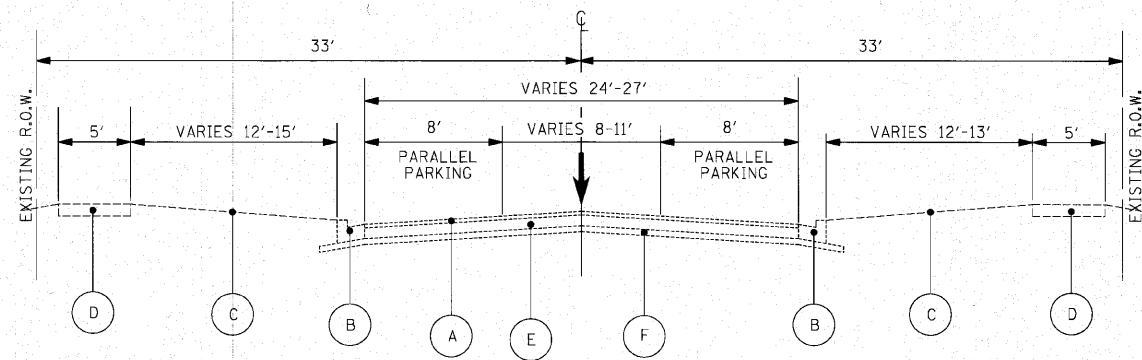 ℄
33'
33'
VARIES 24'-27'
5'
VARIES 12'-15'
8'
VARIES 8-11'
8'
VARIES 12'-13'
5'
PARALLEL
PARKING
PARALLEL
PARKING
EXISTING R.O.W.
EXISTING R.O.W.
D
C
B
A
E
F
B
C
D